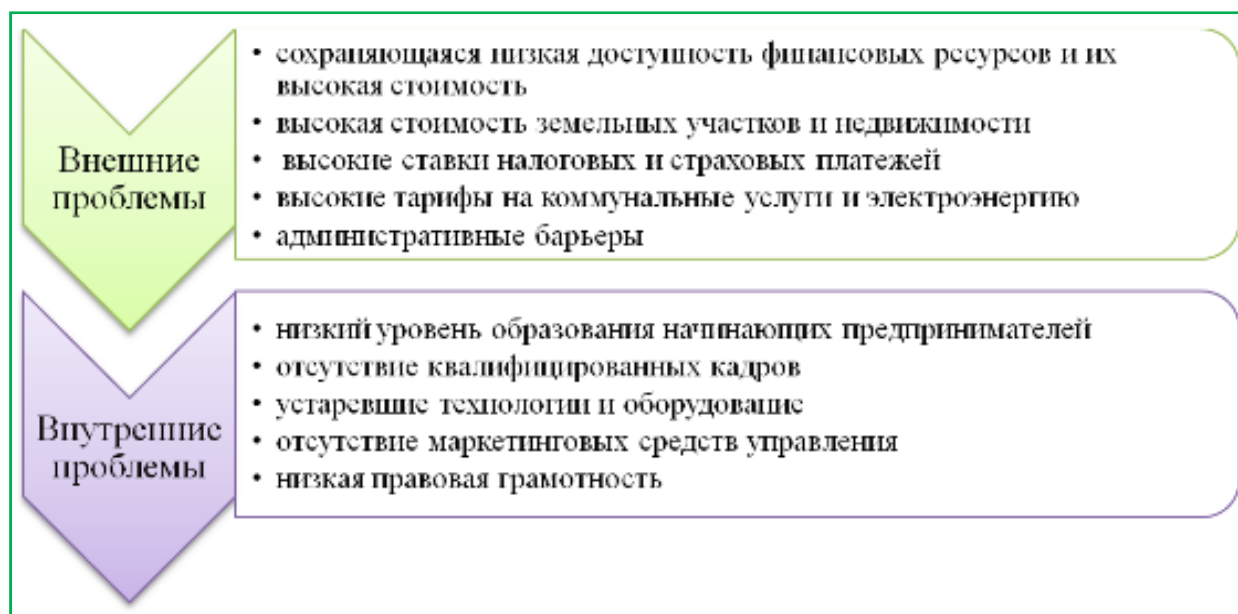 Внешние
проблемы
• сохраняющаяся низкая доступность финансовых ресурсов и их
высокая стоимость
• высокая стоимость земельных участков и недвижимости
• высокие ставки налоговых и страховых платежей
• высокие тарифы на коммунальные услуги и электроэнергию
• административные барьеры
Внутренние
проблемы
• низкий уровень образования начинающих предпринимателей
• отсутствие квалифицированных кадров
• устаревшие технологии и оборудование
• отсутствие маркетинговых средств управления
• низкая правовая грамотность